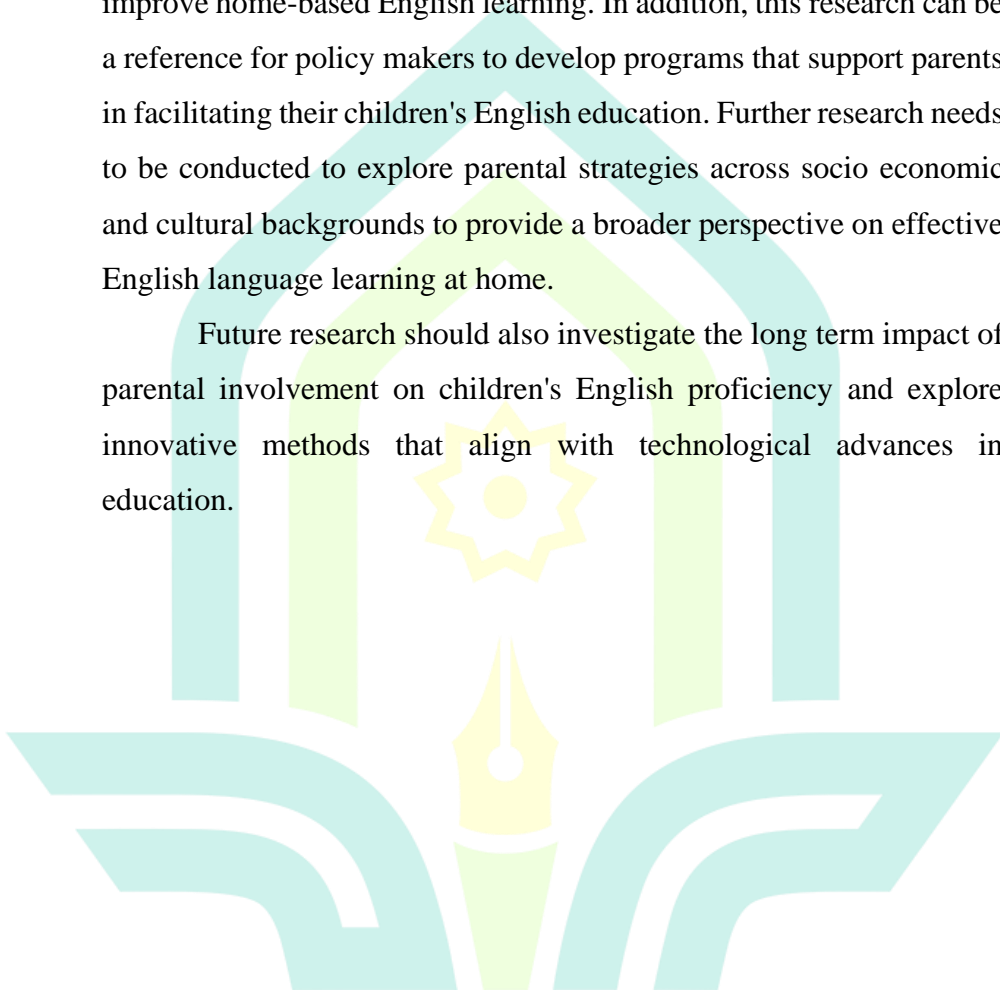 improve home-based English learning. In addition, this research can be
a reference for policy makers to develop programs that support parents
in facilitating their children's English education. Further research needs
to be conducted to explore parental strategies across socio economic
and cultural backgrounds to provide a broader perspective on effective
English language learning at home.
Future research should also investigate the long term impact of
parental involvement on children's English proficiency and explore
innovative methods that align with technological advances in
education.